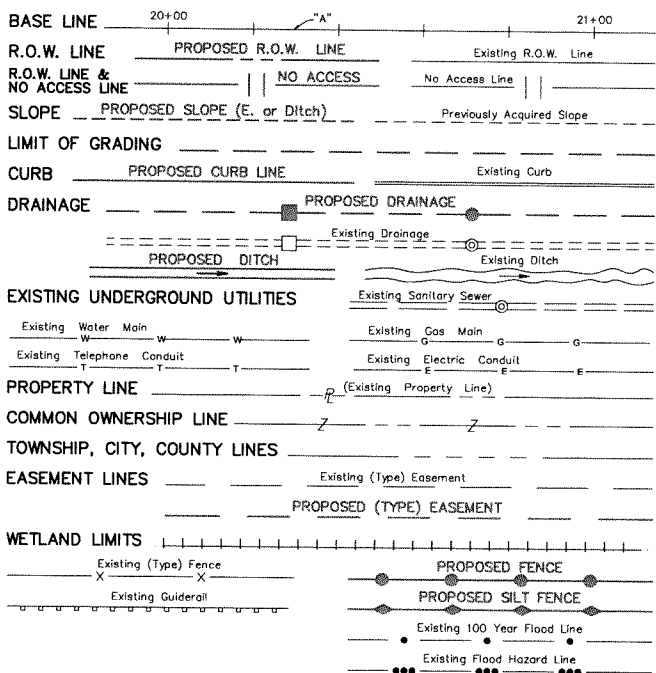 20+00 "A" 21+00
BASE LINE
R.O.W. LINE PROPOSED R.O.W. LINE Existing R.O.W. Line
R.O.W. LINE &
NO ACCESS LINE NO ACCESS No Access Line
SLOPE PROPOSED SLOPE (E. or Ditch) Previously Acquired Slope
LIMIT OF GRADING
CURB PROPOSED CURB LINE Existing Curb
DRAINAGE PROPOSED DRAINAGE
Existing Drainage
PROPOSED DITCH Existing Ditch
EXISTING UNDERGROUND UTILITIES Existing Sanitary Sewer
Existing Water Main Existing Gas Main
W W W G G G
Existing Telephone Conduit Existing Electric Conduit
T T T E E E
PROPERTY LINE PL (Existing Property Line)
COMMON OWNERSHIP LINE Z Z
TOWNSHIP, CITY, COUNTY LINES
EASEMENT LINES Existing (Type) Easement
PROPOSED (TYPE) EASEMENT
WETLAND LIMITS
Existing (Type) Fence PROPOSED FENCE
X X
Existing Guiderail PROPOSED SILT FENCE
Existing 100 Year Flood Line
Existing Flood Hazard Line